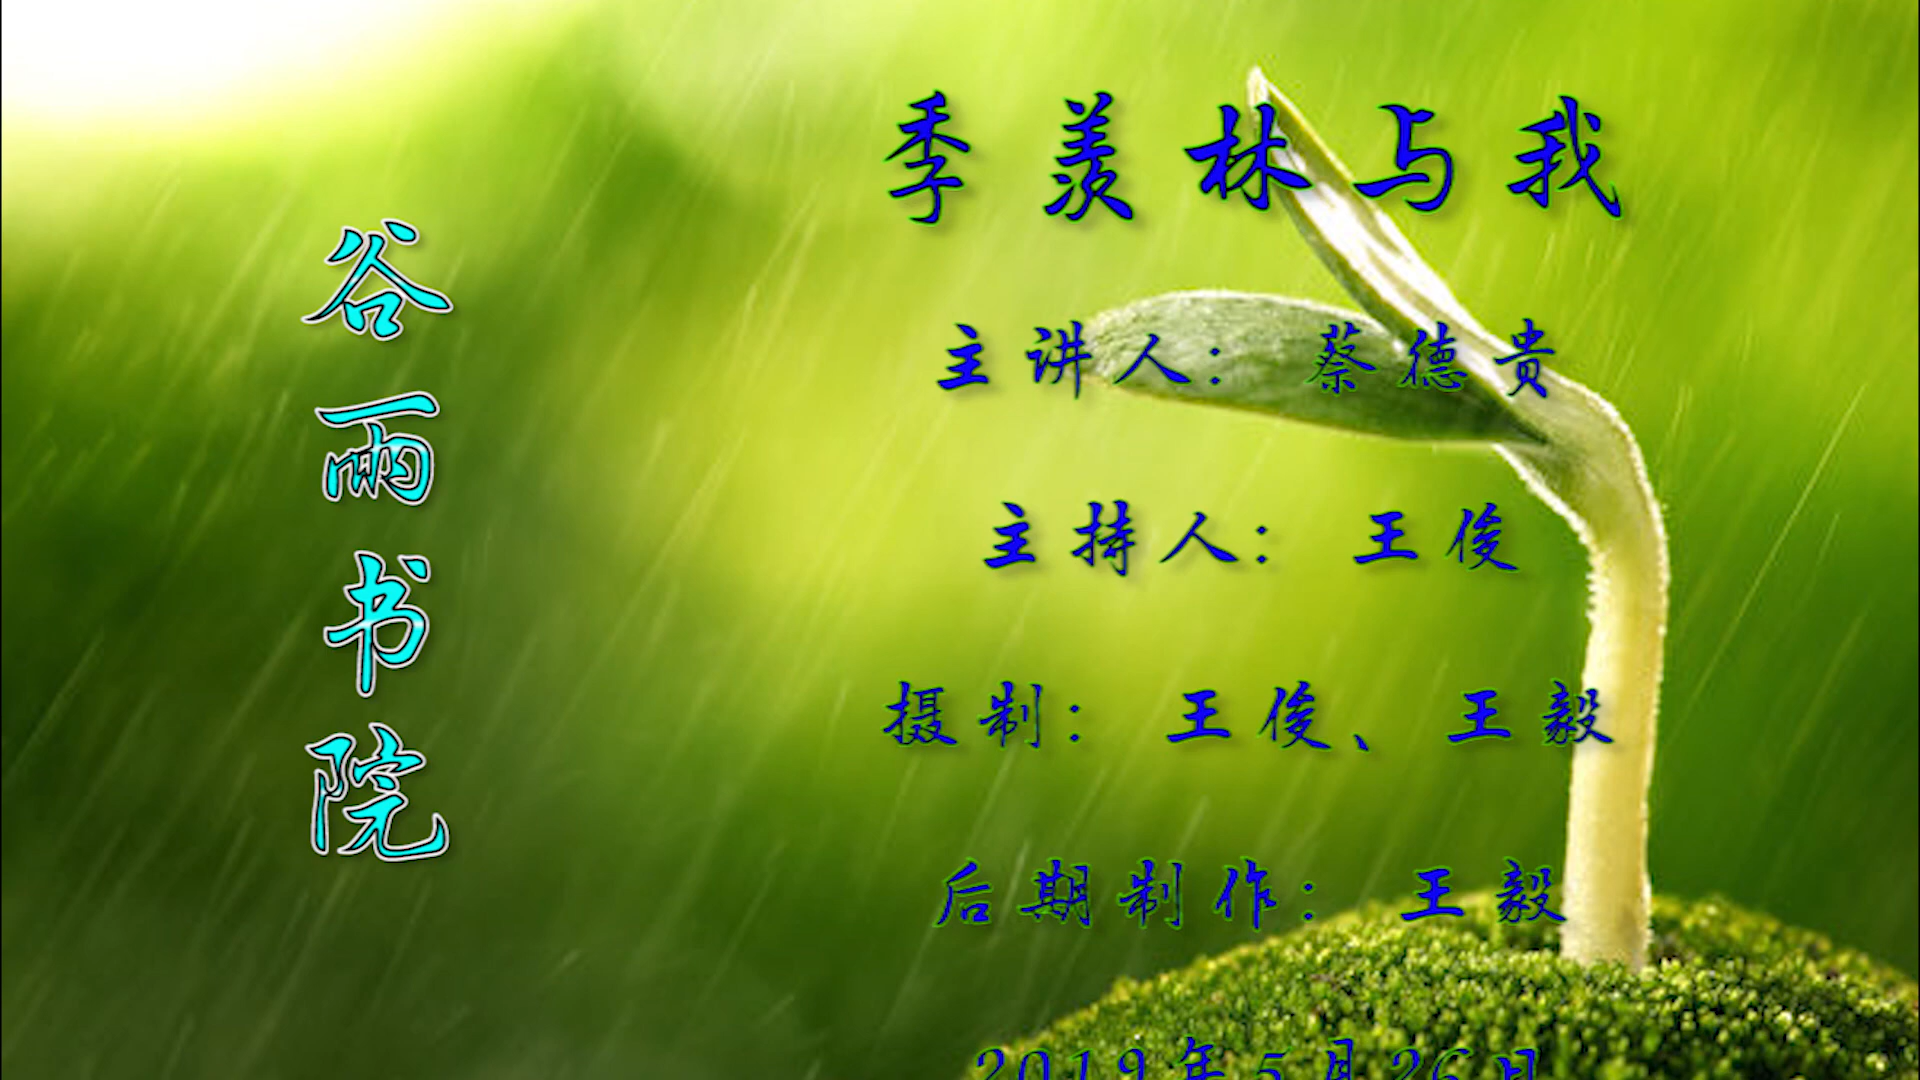 谷雨书院
季羡林与我
主讲人：蔡德贵
主持人：王俊
摄制：王俊、王毅
后期制作：王毅
2019年5月26日